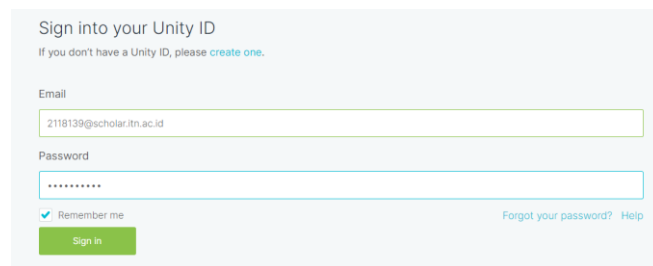 Sign into your Unity ID
If you don't have a Unity ID, please create one.
Email
2118139@scholar.itn.ac.id
Password
••••••••••
Remember me
Forgot your password? Help
Sign in